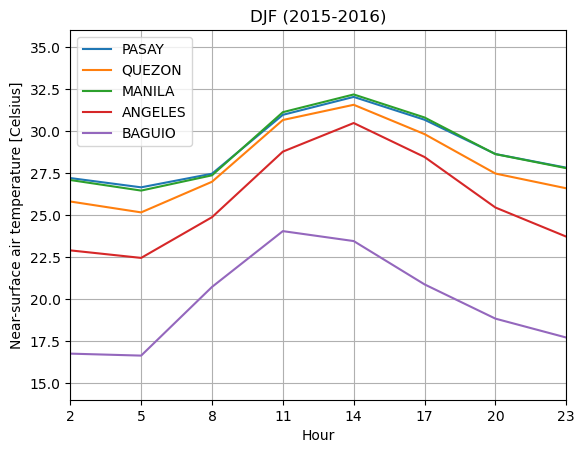 DJF (2015-2016)
PASAY
QUEZON
MANILA
ANGELES
BAGUIO
35.0
32.5
30.0
27.5
25.0
22.5
20.0
17.5
15.0
Near-surface air temperature [Celsius]
2 5 8 11 14 17 20 23
Hour